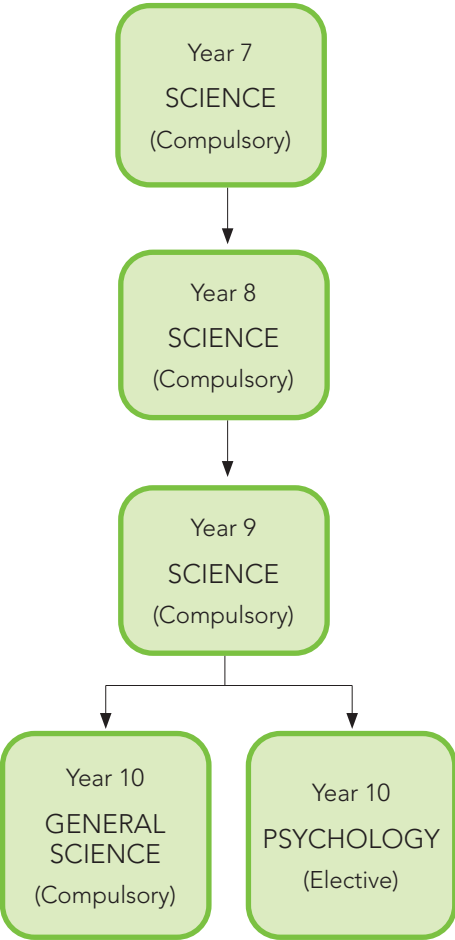 Year 7
SCIENCE
(Compulsory)
Year 8
SCIENCE
(Compulsory)
Year 9
SCIENCE
(Compulsory)
Year 10
GENERAL
SCIENCE
(Compulsory)
Year 10
PSYCHOLOGY
(Elective)